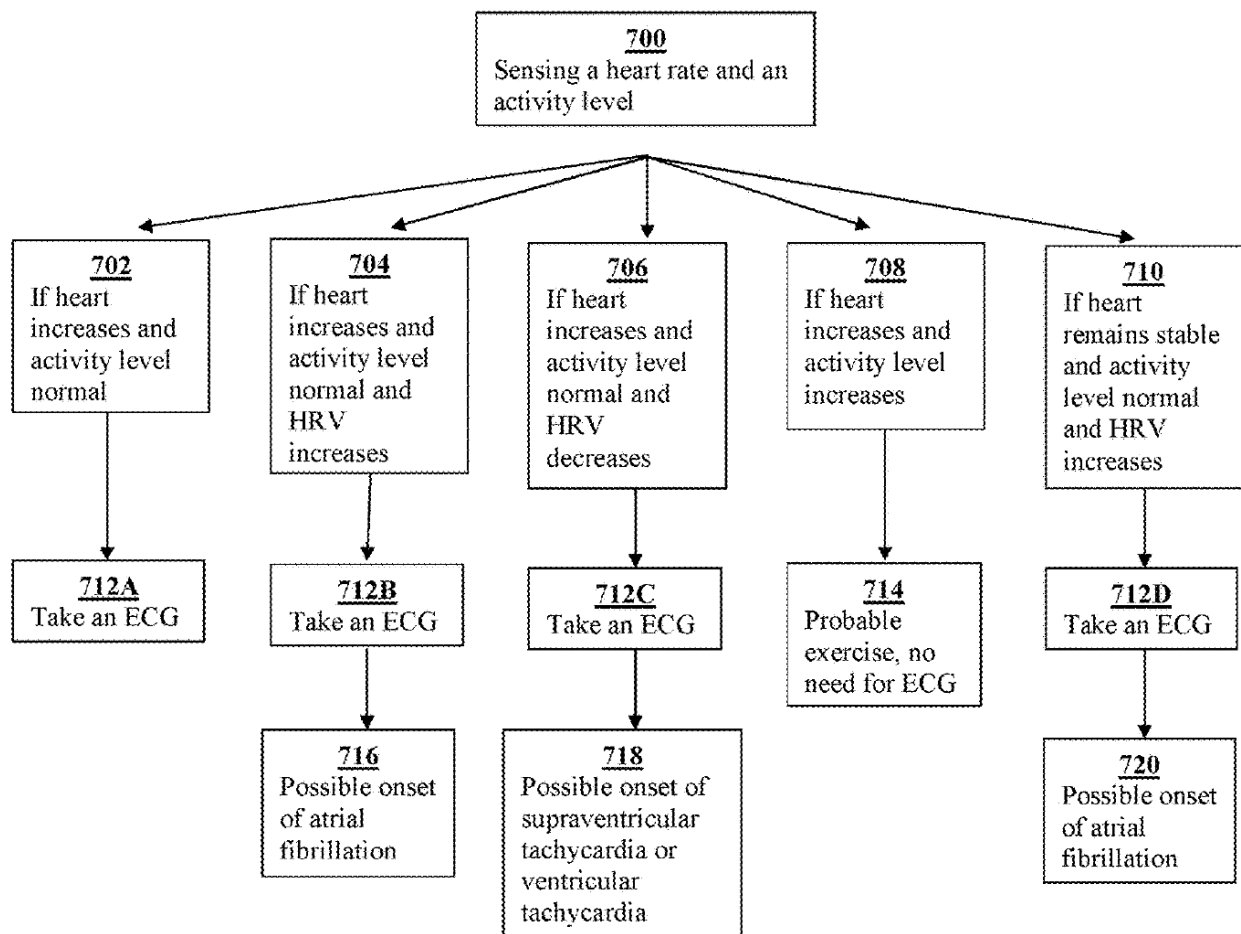 700
Sensing a heart rate and an
activity level
702
If heart
increases and
activity level
normal
704
If heart
increases and
activity level
normal and
HRV
increases
706
If heart
increases and
activity level
normal and
HRV
decreases
708
If heart
increases and
activity level
increases
710
If heart
remains stable
and activity
level normal
and HRV
increases
712A
Take an ECG
712B
Take an ECG
712C
Take an ECG
714
Probable
exercise, no
need for ECG
712D
Take an ECG
716
Possible onset
of atrial
fibrillation
718
Possible onset of
supraventricular
tachycardia or
ventricular
tachycardia
720
Possible onset
of atrial
fibrillation